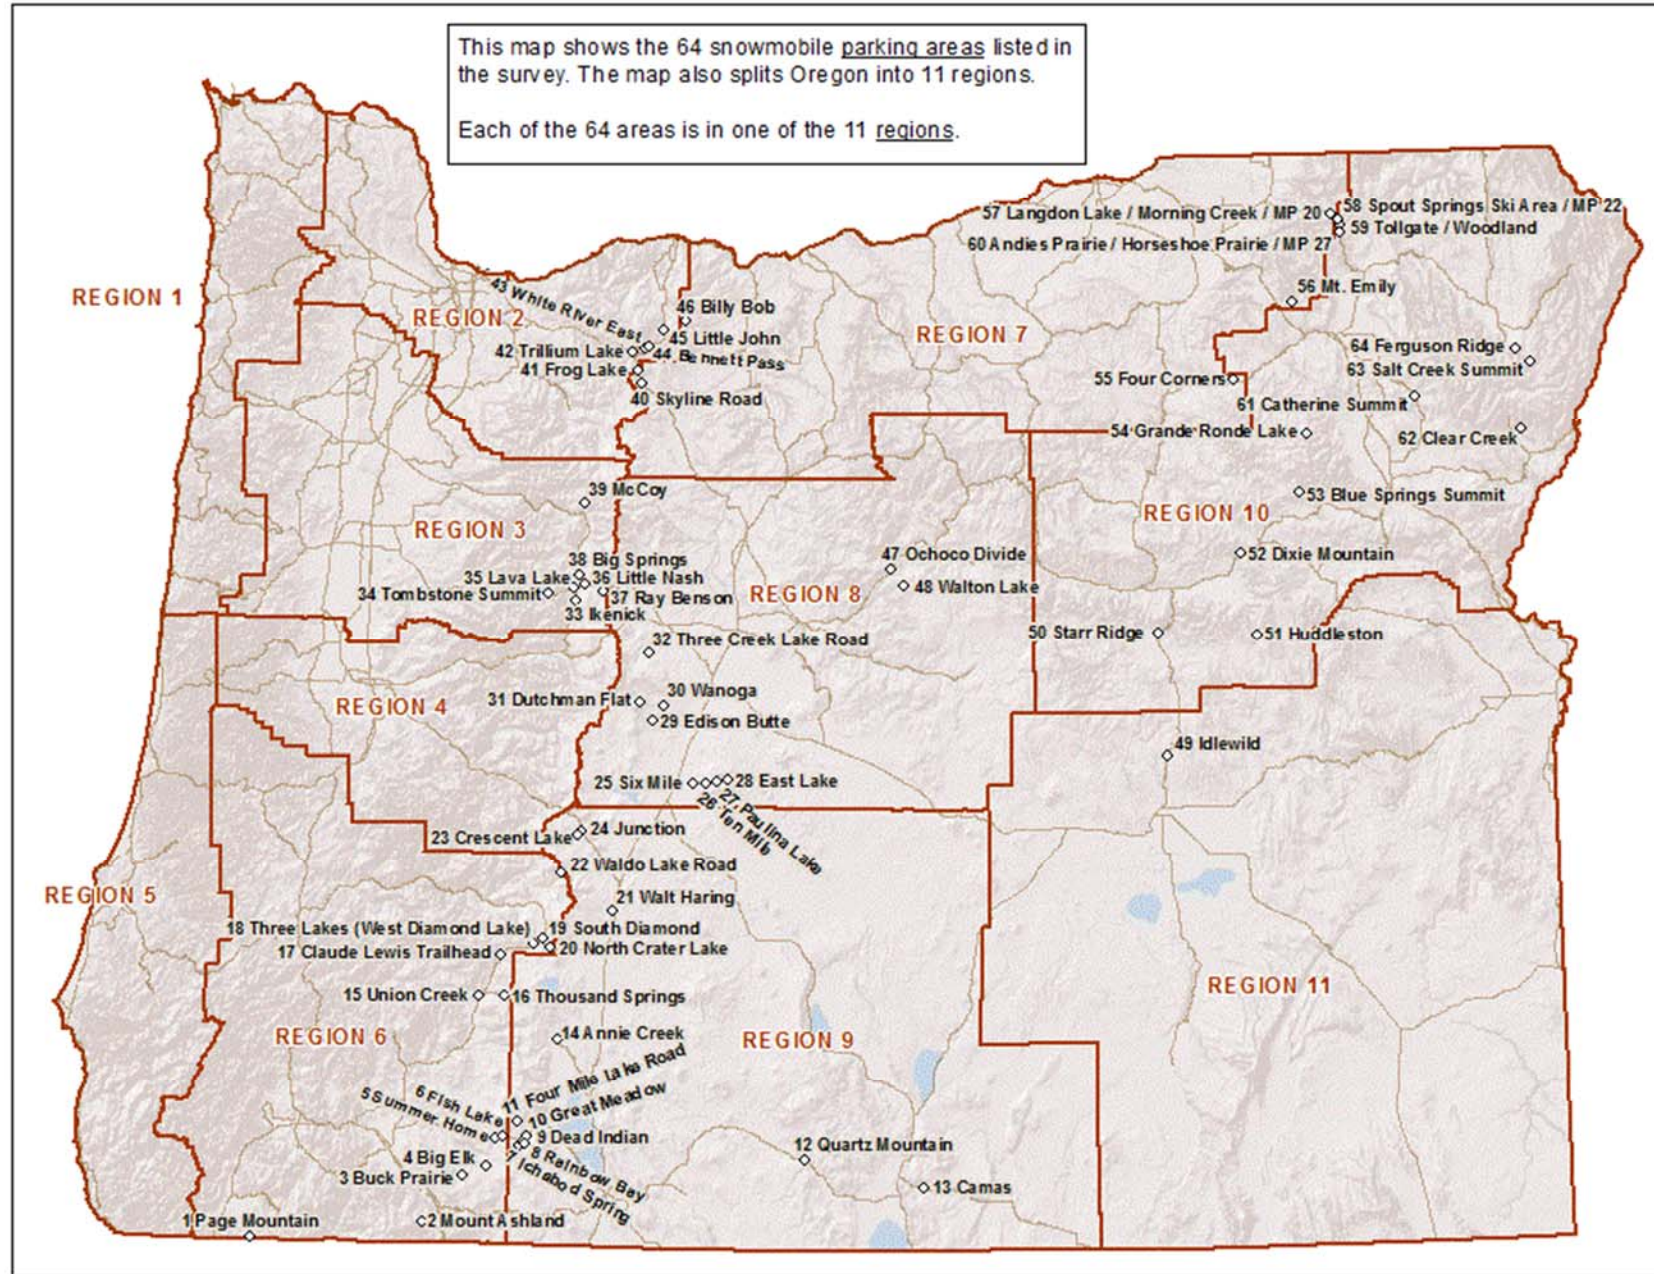 This map shows the 64 snowmobile parking areas listed in
the survey. The map also splits Oregon into 11 regions.
Each of the 64 areas is in one of the 11 regions.
57 Langdon Lake / Morning Creek / MP 20
58 Spout Springs Ski Area / MP 22
59 Tollgate / Woodland
60 Andies Prairie / Horseshoe Prairie / MP 27
56 Mt. Emily
REGION 1
43 White River East
46 Billy Bob
REGION 2
45 Little John
REGION 7
42 Trillium Lake
44 Bennett Pass
64 Ferguson Ridge
41 Frog Lake
63 Salt Creek Summit
55 Four Corners
40 Skyline Road
61 Catherine Summit
54 Grande Ronde Lake
62 Clear Creek
39 McCoy
53 Blue Springs Summit
REGION 3
REGION 10
38 Big Springs
47 Ochoco Divide
52 Dixie Mountain
35 Lava Lake
36 Little Nash
34 Tombstone Summit
37 Ray Benson
REGION 8
48 Walton Lake
33 Ikenick
32 Three Creek Lake Road
50 Starr Ridge
51 Huddleston
31 Dutchman Flat
30 Wanoga
REGION 4
29 Edison Butte
49 Idlewild
25 Six Mile
28 East Lake
27 Paulina Lake
26 Ten Mile
23 Crescent Lake
24 Junction
22 Waldo Lake Road
REGION 5
21 Walt Haring
18 Three Lakes (West Diamond Lake)
19 South Diamond
17 Claude Lewis Trailhead
20 North Crater Lake
REGION 11
15 Union Creek
16 Thousand Springs
REGION 6
14 Annie Creek
REGION 9
11 Four Mile Lake Road
6 Fish Lake
10 Great Meadow
5 Summer Home
9 Dead Indian
12 Quartz Mountain
4 Big Elk
8 Rainbow Bay
7 Ichabod Spring
3 Buck Prairie
13 Camas
1 Page Mountain
2 Mount Ashland